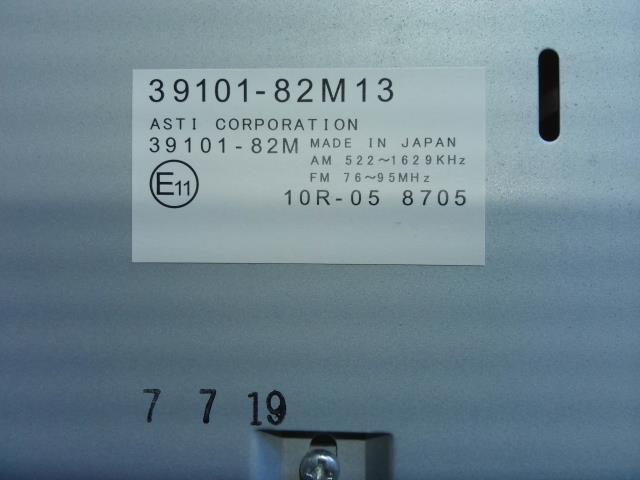 39101-82M13
ASTI CORPORATION
39101-82M MADE IN JAPAN
AM 522～1629KHz
FM 76～95MHz
E11
10R-05 8705
7 7 19